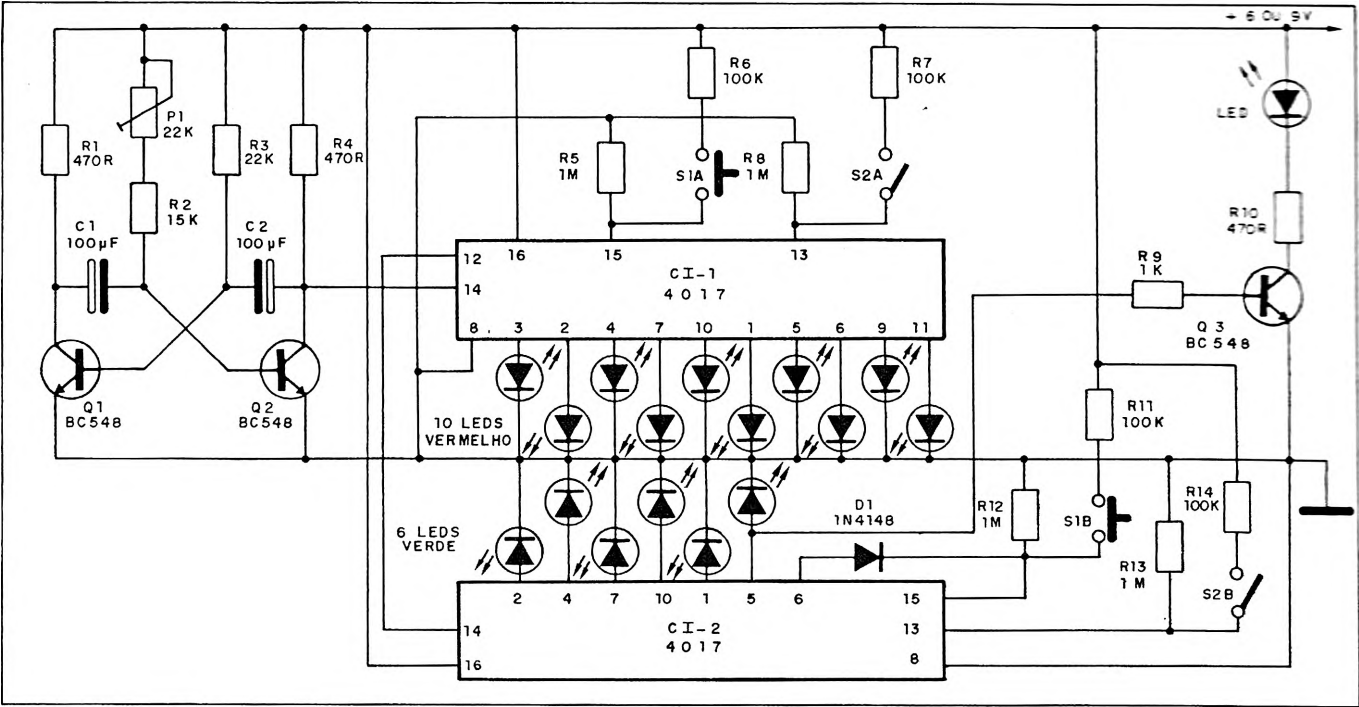 + 6 OU 9V
R6
100K
R7
100K
P1
22K
R1
470R
R3
22K
R4
470R
R5
1M
S1A
R8
1M
S2A
LED
R2
15K
C1
100µF
C2
100µF
R10
470R
R9
1K
12
16
15
13
CI-1
4017
14
8
3
2
4
7
10
1
5
6
9
11
Q3
BC548
Q1
BC548
Q2
BC548
10 LEDS
VERMELHO
R11
100K
6 LEDS
VERDE
D1
1N4148
R12
1M
S1B
R14
100K
R13
1M
S2B
2
4
7
10
1
5
6
15
14
CI-2
4017
13
16
8